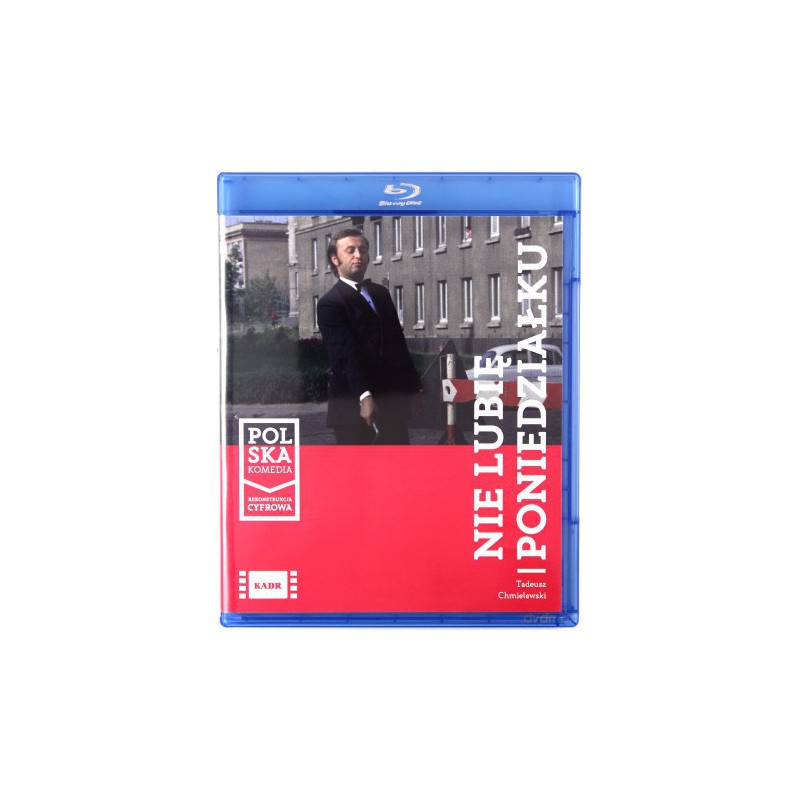 Blu-ray Disc
NIE LUBIĘ
PONIEDZIAŁKU
POL
SKA
KOMEDIA
REKONSTRUKCJA
CYFROWA
KADR
Tadeusz
Chmielewski